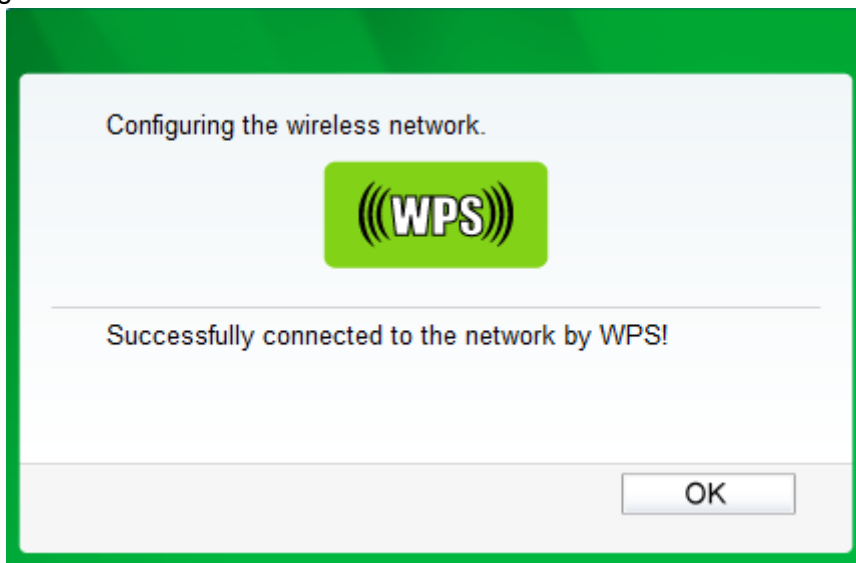 Configuring the wireless network.
(((WPS)))
Successfully connected to the network by WPS!
OK